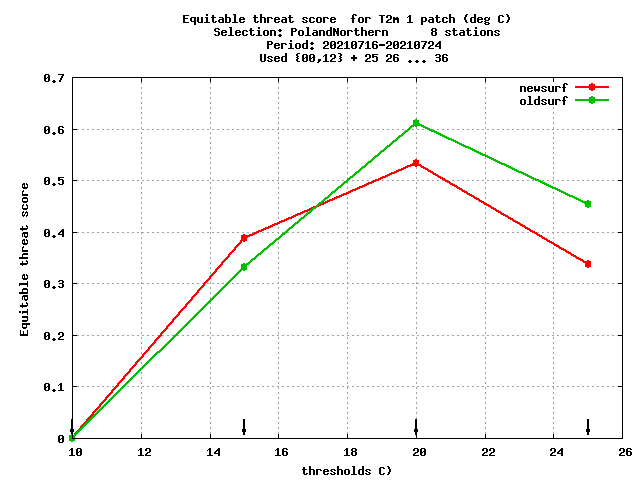 Equitable threat score  for T2m 1 patch (deg C)
Selection: PolandNorthern      8 stations
Period: 20210716-20210724
Used {00,12} + 25 26 ... 36
newsurf
oldsurf
Equitable threat score
0.7
0.6
0.5
0.4
0.3
0.2
0.1
0
10 12 14 16 18 20 22 24 26
thresholds C)